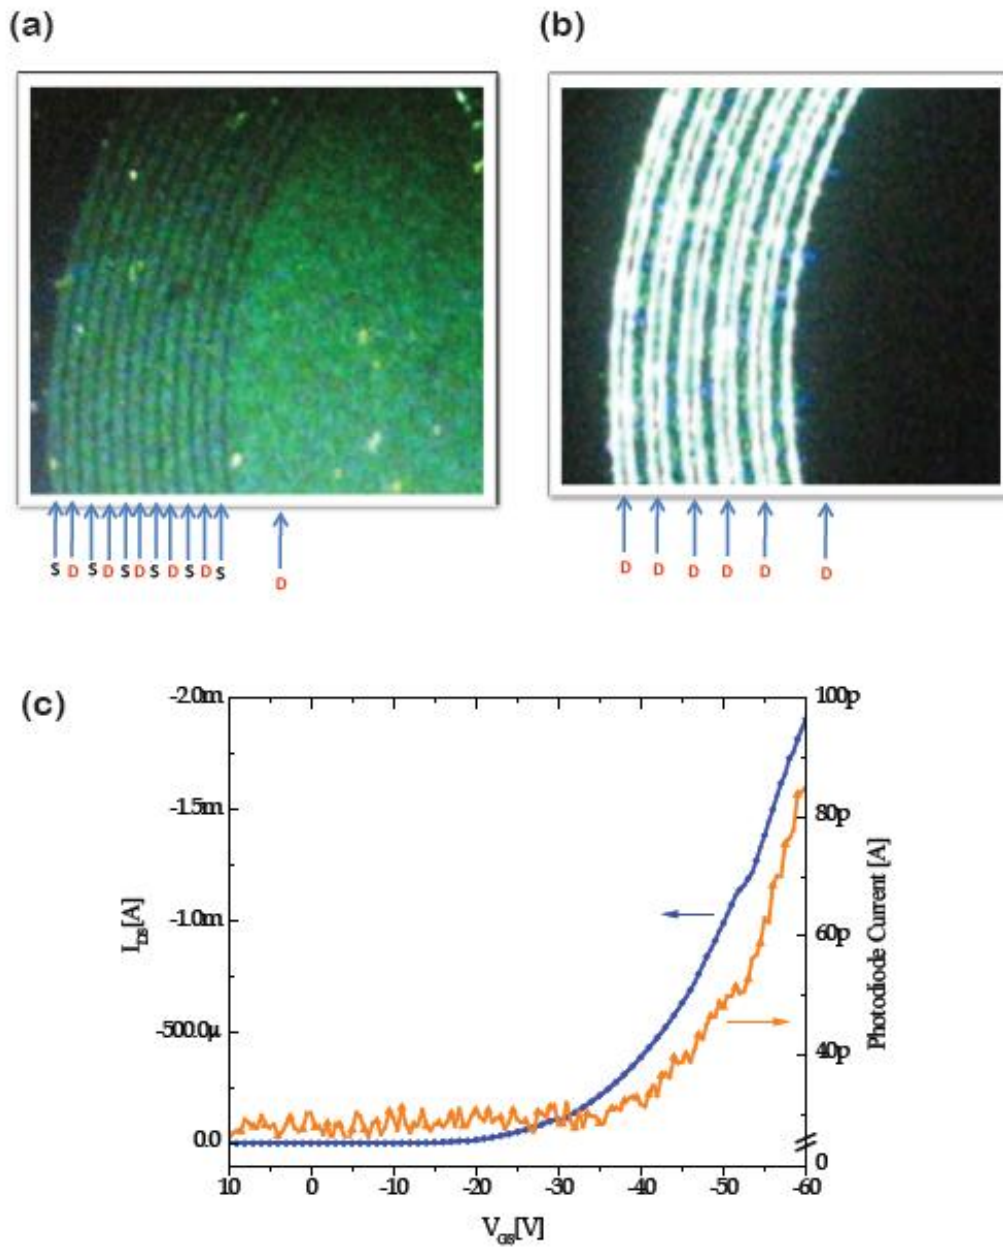 (a) (b)
S D S D S D S D S D S D
D D D D D D
(c)
-2.0m 100p
-1.5m 80p
-1.0m 60p
-500.0µ 40p
0.0 0
I_DS [A]
Photodiode Current [A]
10 0 -10 -20 -30 -40 -50 -60
V_GS [V]